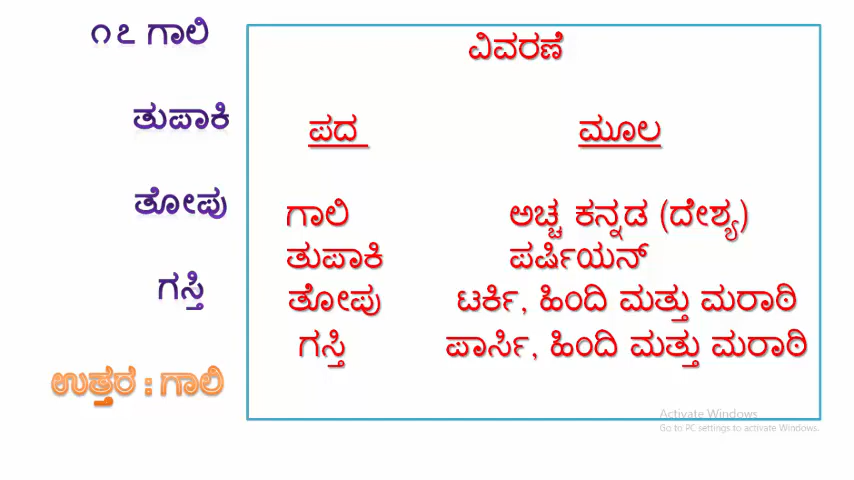 ೧೭ ಗಾಲಿ
ತುಪಾಕಿ
ತೋಪು
ಗಸ್ತಿ
ಉತ್ತರ : ಗಾಲಿ
ವಿವರಣೆ
ಪದ ಮೂಲ
ಗಾಲಿ ಅಚ್ಚ ಕನ್ನಡ (ದೇಶ್ಯ)
ತುಪಾಕಿ ಪರ್ಷಿಯನ್
ತೋಪು ಟರ್ಕಿ, ಹಿಂದಿ ಮತ್ತು ಮರಾಠಿ
ಗಸ್ತಿ ಪಾರ್ಸಿ, ಹಿಂದಿ ಮತ್ತು ಮರಾಠಿ
Activate Windows
Go to PC settings to activate Windows.